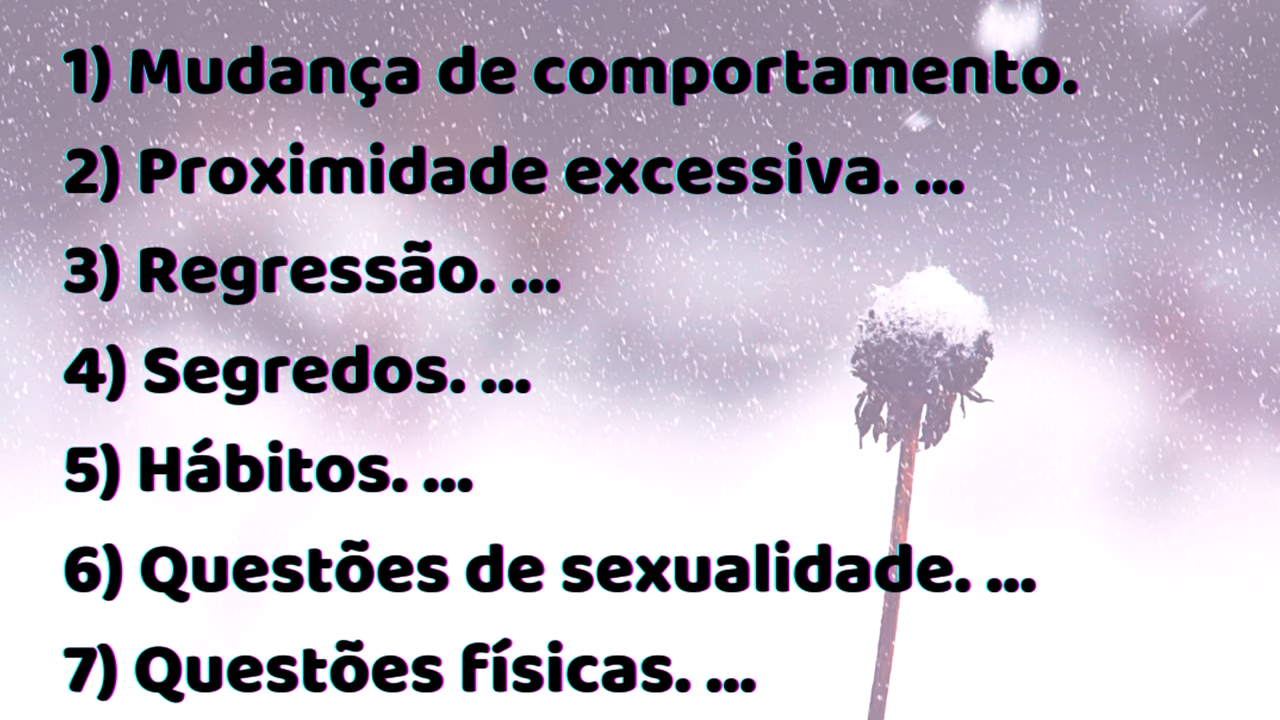 1) Mudança de comportamento.
2) Proximidade excessiva. ...
3) Regressão. ...
4) Segredos. ...
5) Hábitos. ...
6) Questões de sexualidade. ...
7) Questões físicas. ...